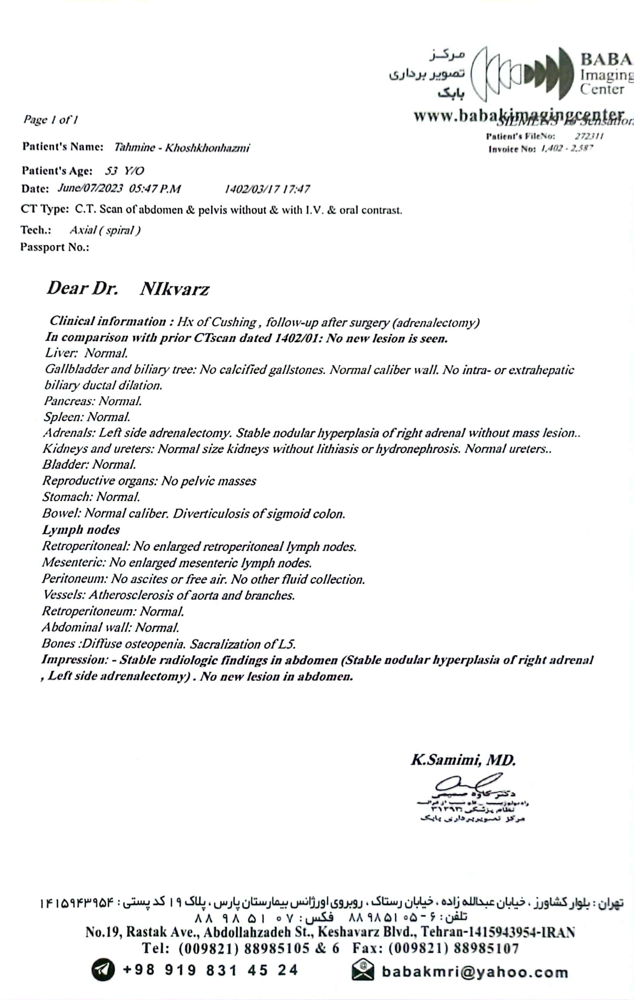 مرکز
تصویر برداری
بابک
BABA
Imaging
Center
www.babakimagingcenter
SIEMENS 16 Sensation
Page 1 of 1
Patient's FileNo: 272311
Invoice No: 1,402 - 2,587
Patient's Name: Tahmine - Khoshkhonhazmi
Patient's Age: 53 Y/O
Date: June/07/2023 05:47 P.M 1402/03/17 17:47
CT Type: C.T. Scan of abdomen & pelvis without & with I.V. & oral contrast.
Tech.: Axial ( spiral )
Passport No.:
Dear Dr. NIkvarz
Clinical information : Hx of Cushing , follow-up after surgery (adrenalectomy)
In comparison with prior CTscan dated 1402/01: No new lesion is seen.
Liver: Normal.
Gallbladder and biliary tree: No calcified gallstones. Normal caliber wall. No intra- or extrahepatic
biliary ductal dilation.
Pancreas: Normal.
Spleen: Normal.
Adrenals: Left side adrenalectomy. Stable nodular hyperplasia of right adrenal without mass lesion..
Kidneys and ureters: Normal size kidneys without lithiasis or hydronephrosis. Normal ureters..
Bladder: Normal.
Reproductive organs: No pelvic masses
Stomach: Normal.
Bowel: Normal caliber. Diverticulosis of sigmoid colon.
Lymph nodes
Retroperitoneal: No enlarged retroperitoneal lymph nodes.
Mesenteric: No enlarged mesenteric lymph nodes.
Peritoneum: No ascites or free air. No other fluid collection.
Vessels: Atherosclerosis of aorta and branches.
Retroperitoneum: Normal.
Abdominal wall: Normal.
Bones :Diffuse osteopenia. Sacralization of L5.
Impression: - Stable radiologic findings in abdomen (Stable nodular hyperplasia of right adrenal
, Left side adrenalectomy) . No new lesion in abdomen.
K.Samimi, MD.
دکتر کاوه صمیمی
نظام پزشکی:
مرکز تصویربرداری بابک
تهران : بلوار کشاورز ، خیابان عبدالله زاده ، خیابان رستاک ، روبروی اورژانس بیمارستان پارس ، پلاک ۱۹ کد پستی : ۱۴۱۵۹۴۳۹۵۴
تلفن : ۶ - ۸۸۹۸۵۱۰۵ فکس : ۸۸۹۸۵۱۰۷
No.19, Rastak Ave., Abdollahzadeh St., Keshavarz Blvd., Tehran-1415943954-IRAN
Tel: (009821) 88985105 & 6 Fax: (009821) 88985107
+98 919 831 45 24 babakmri@yahoo.com